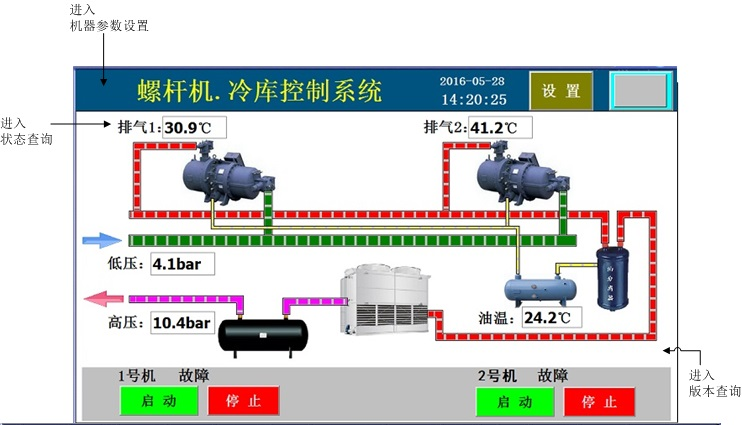 进入
机器参数设置
螺杆机.冷库控制系统
2016-05-28
14:20:25
设 置
进入
状态查询
排气1:
30.9℃
排气2:
41.2℃
低压:
4.1bar
油分离器
高压:
10.4bar
油温:
24.2℃
进入
版本查询
1号机 故障
2号机 故障
启 动
停 止
启 动
停 止